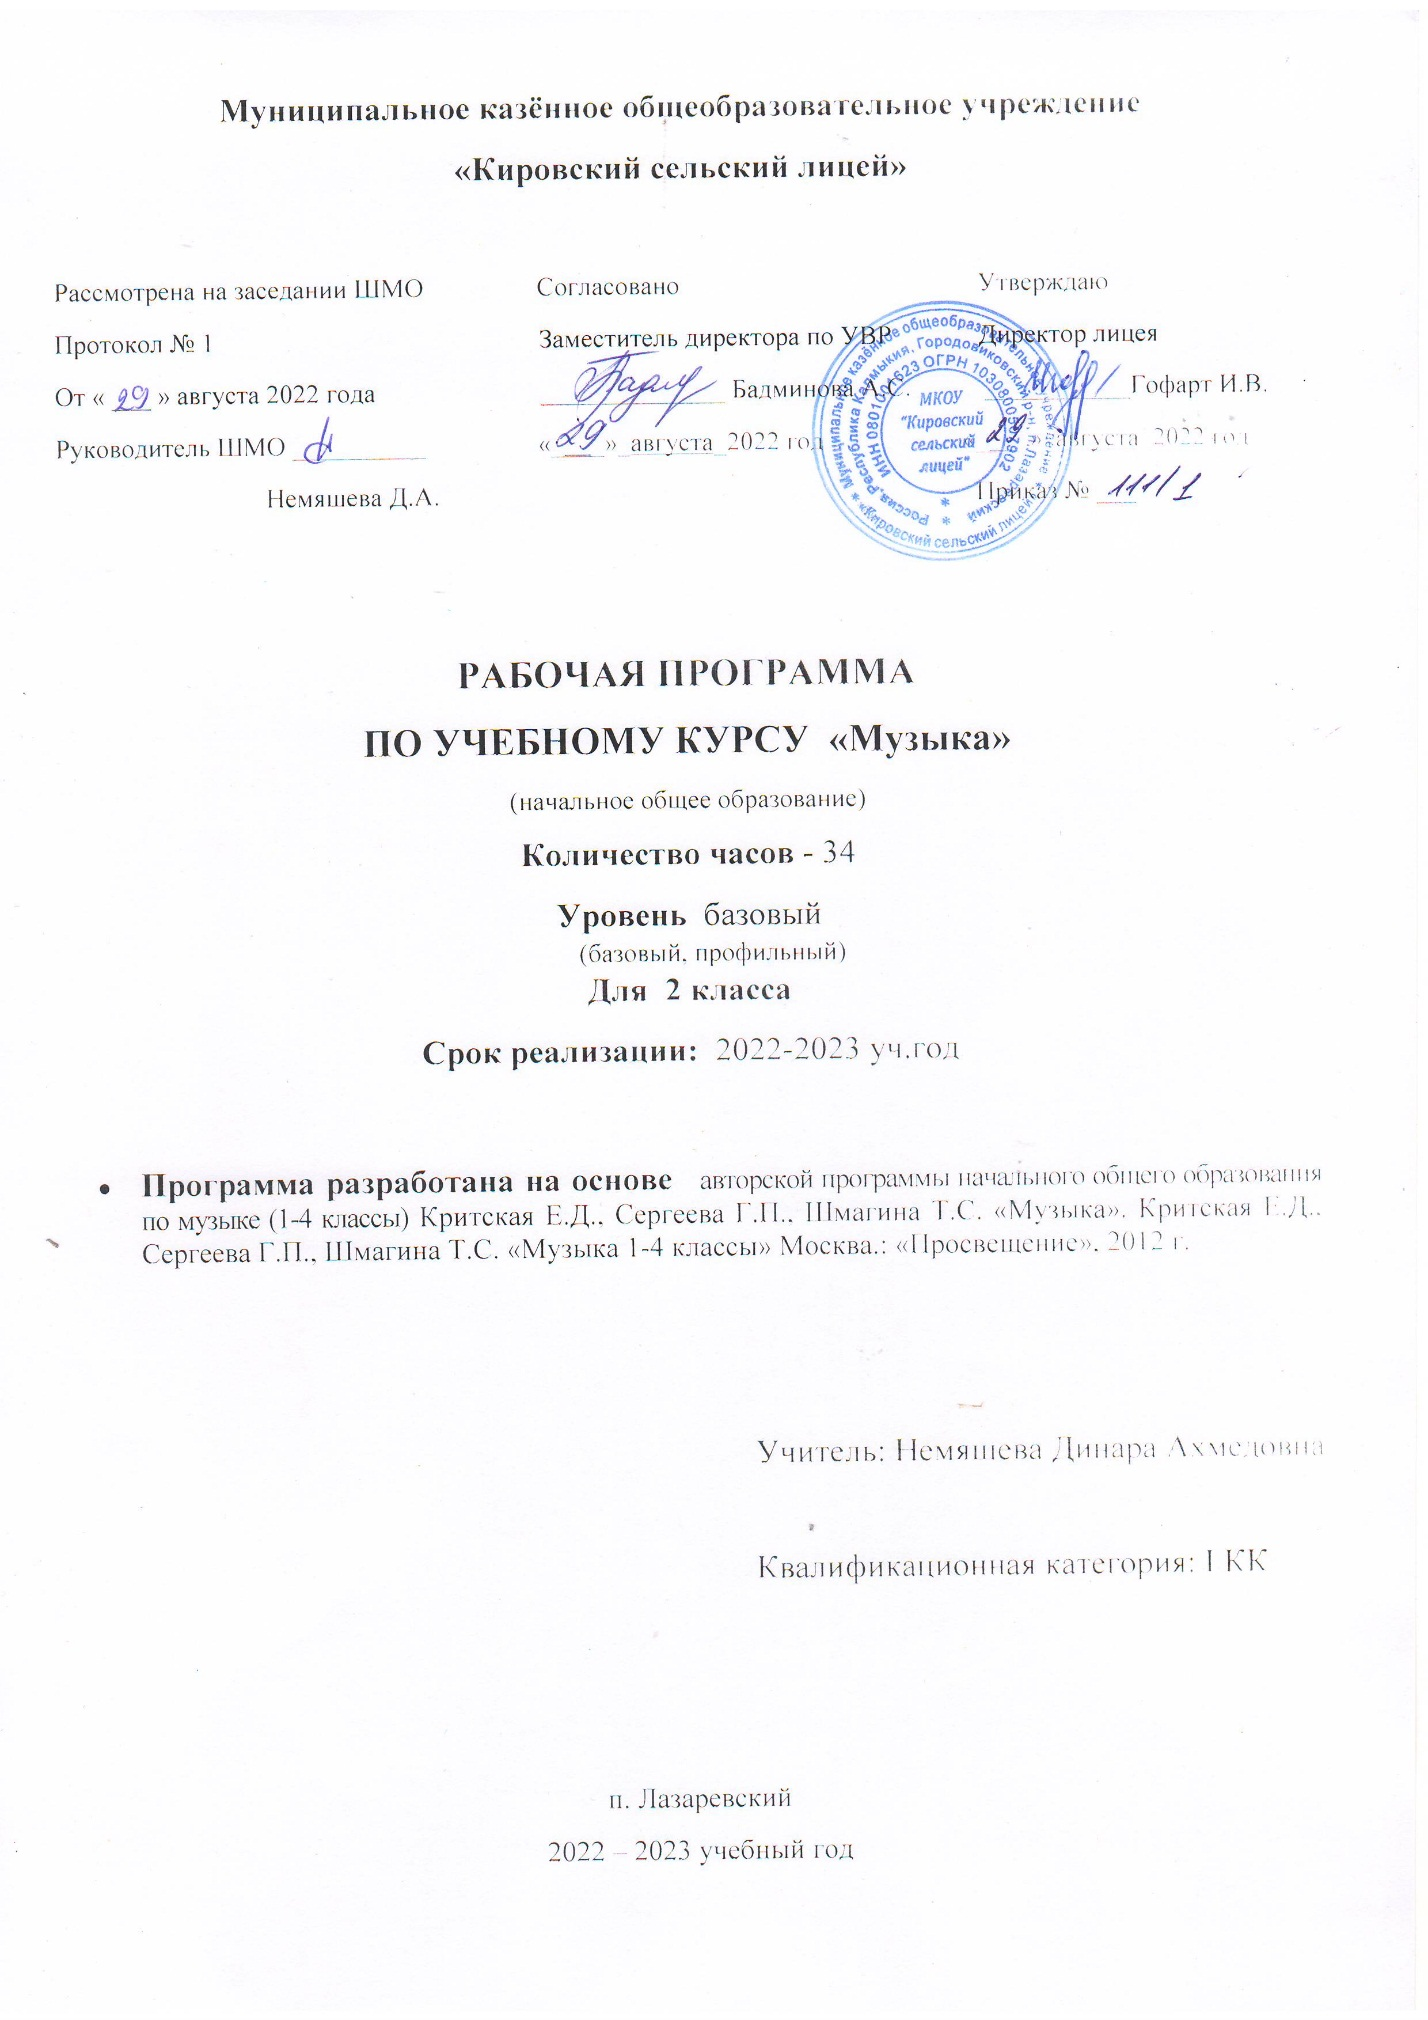 Муниципальное казённое общеобразовательное учреждение
«Кировский сельский лицей»
Рассмотрена на заседании ШМО
Протокол № 1
От « 29 » августа 2022 года
Руководитель ШМО
Немяшева Д.А.
Согласовано
Заместитель директора по УВР
Бадминова А.С.
« 29 » августа 2022 год
Утверждаю
Директор лицея
Гофарт И.В.
29 августа 2022 год
Приказ № 111/1
МКОУ
"Кировский
сельский
лицей"
РАБОЧАЯ ПРОГРАММА
ПО УЧЕБНОМУ КУРСУ «Музыка»
(начальное общее образование)
Количество часов - 34
Уровень базовый
(базовый, профильный)
Для 2 класса
Срок реализации: 2022-2023 уч.год
• Программа разработана на основе авторской программы начального общего образования
по музыке (1-4 классы) Критская Е.Д., Сергеева Г.П., Шмагина Т.С. «Музыка». Критская Е.Д.,
Сергеева Г.П., Шмагина Т.С. «Музыка 1-4 классы» Москва.: «Просвещение», 2012 г.
Учитель: Немяшева Динара Ахмедовна
Квалификационная категория: I КК
п. Лазаревский
2022 – 2023 учебный год